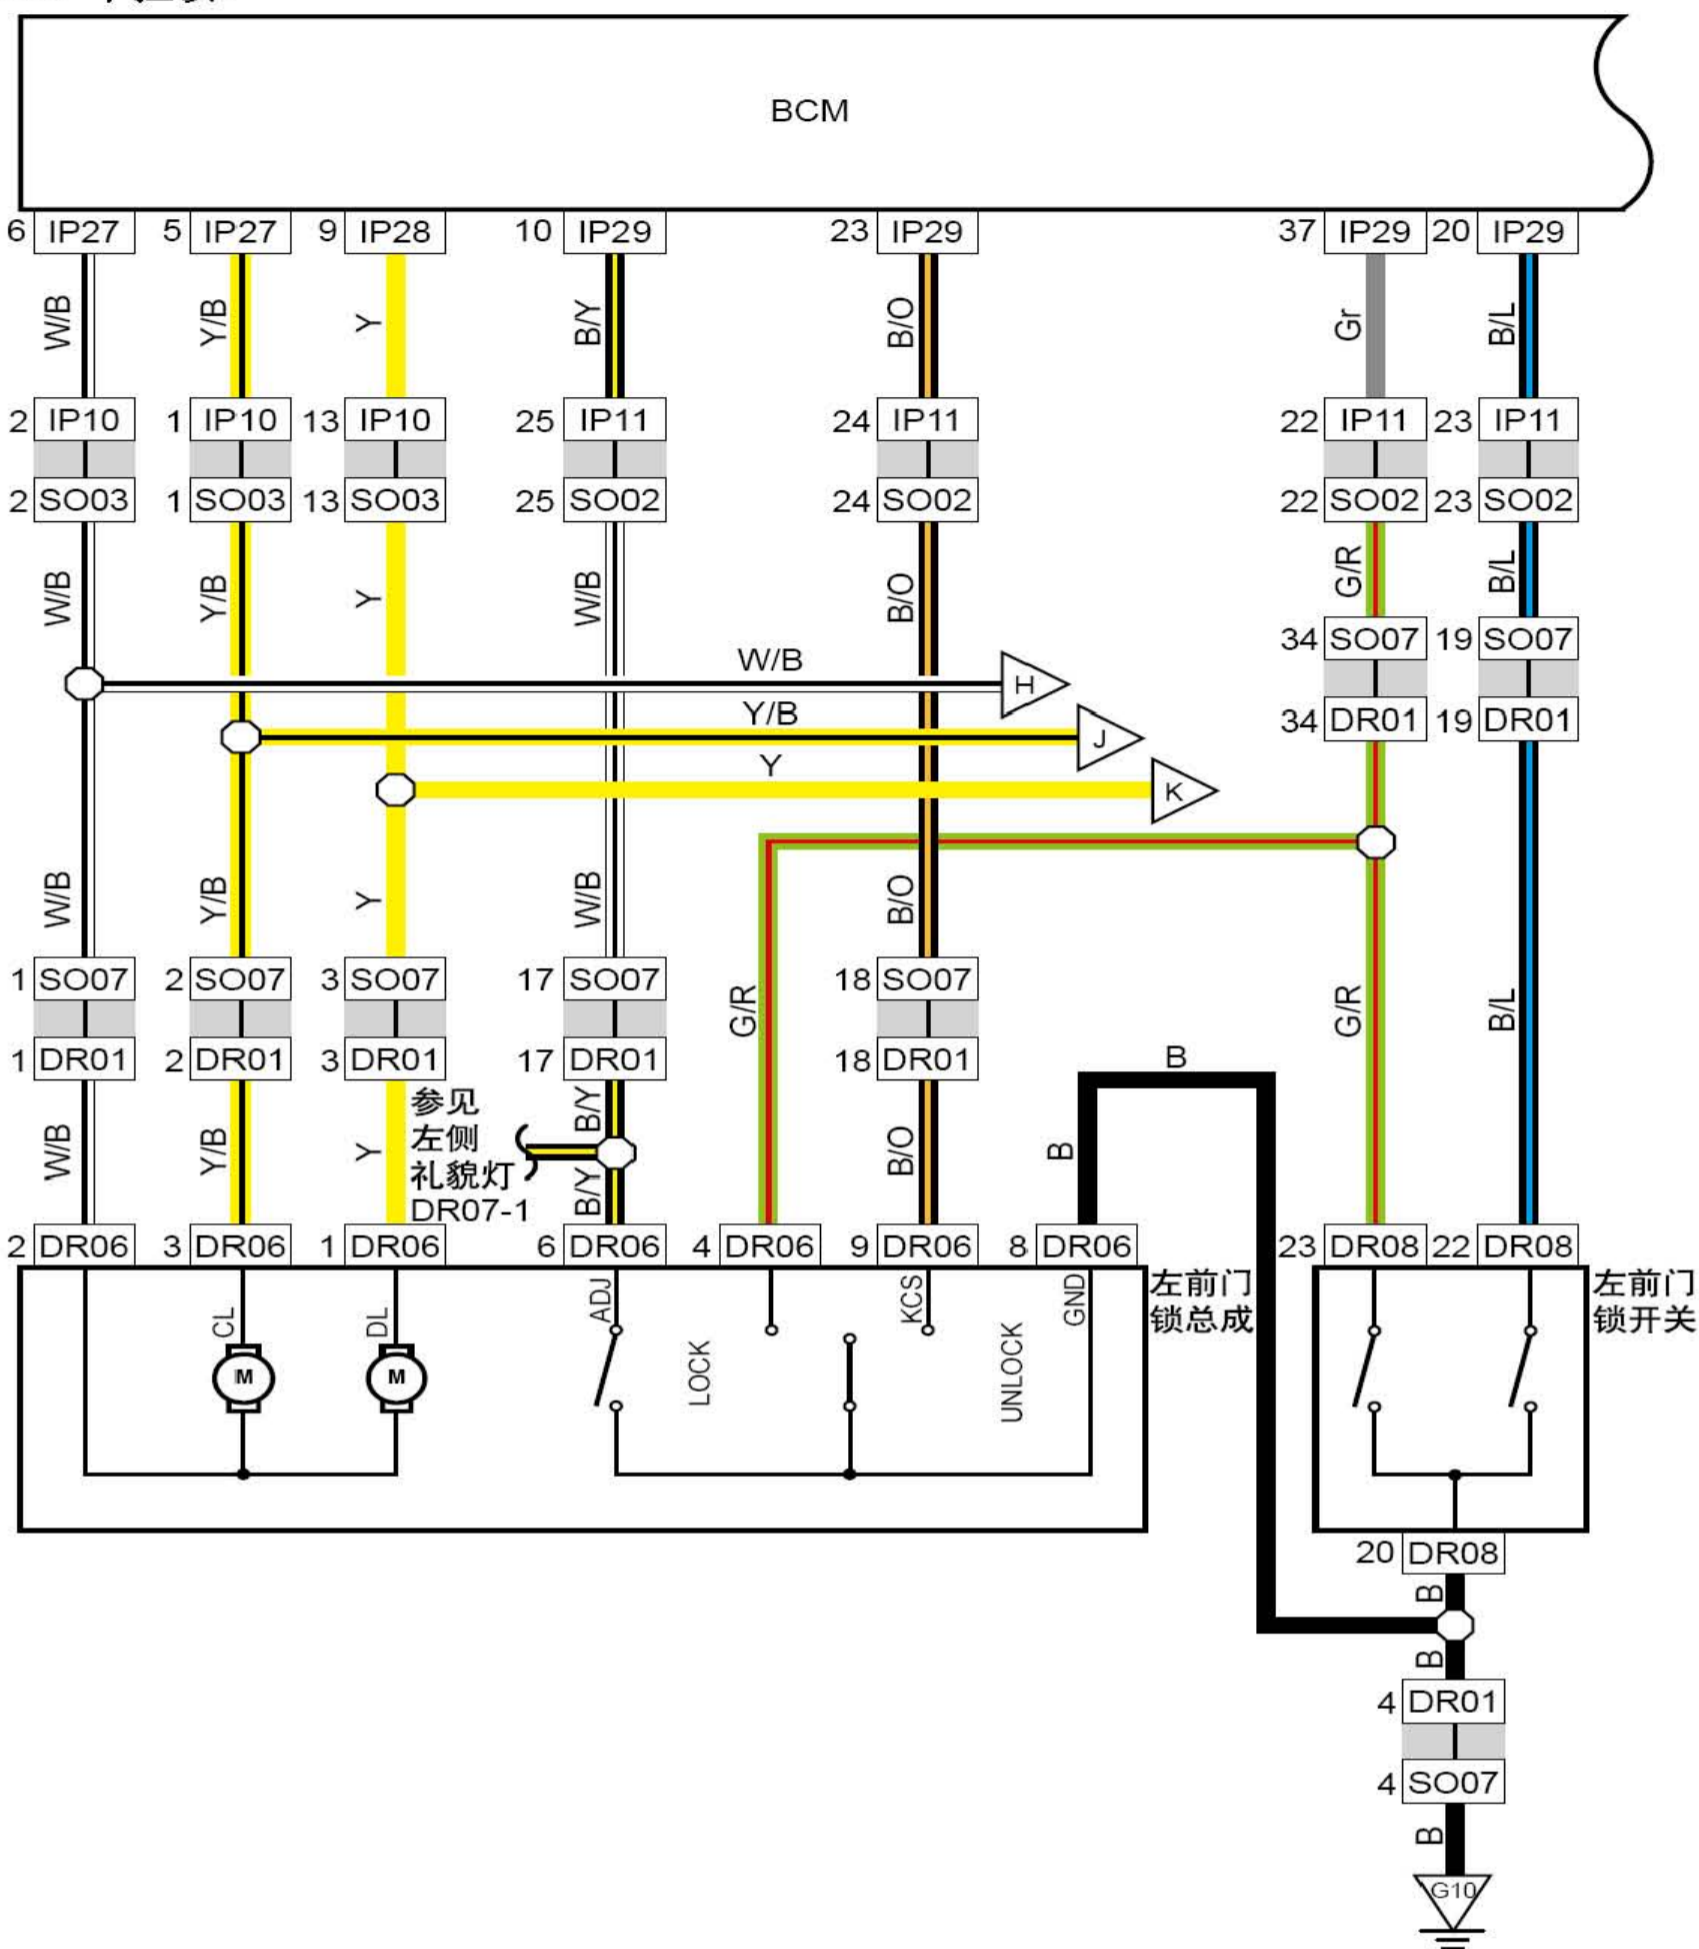 BCM
6 IP27 5 IP27 9 IP28 10 IP29 23 IP29 37 IP29 20 IP29
W/B Y/B Y B/Y B/O Gr B/L
2 IP10 1 IP10 13 IP10 25 IP11 24 IP11 22 IP11 23 IP11
2 SO03 1 SO03 13 SO03 25 SO02 24 SO02 22 SO02 23 SO02
W/B Y/B Y W/B B/O G/R B/L
34 SO07 19 SO07
W/B H
34 DR01 19 DR01
Y/B J
Y K
W/B Y/B Y W/B B/O
1 SO07 2 SO07 3 SO07 17 SO07 18 SO07
G/R G/R B/L
1 DR01 2 DR01 3 DR01 17 DR01 18 DR01
B
参见
左侧
礼貌灯
DR07-1
W/B Y/B Y B/Y B/Y B/O B
2 DR06 3 DR06 1 DR06 6 DR06 4 DR06 9 DR06 8 DR06 23 DR08 22 DR08
左前门
锁总成
左前门
锁开关
CL DL ADJ LOCK KCS UNLOCK GND
M M
20 DR08
B
B
4 DR01
4 SO07
B
G10